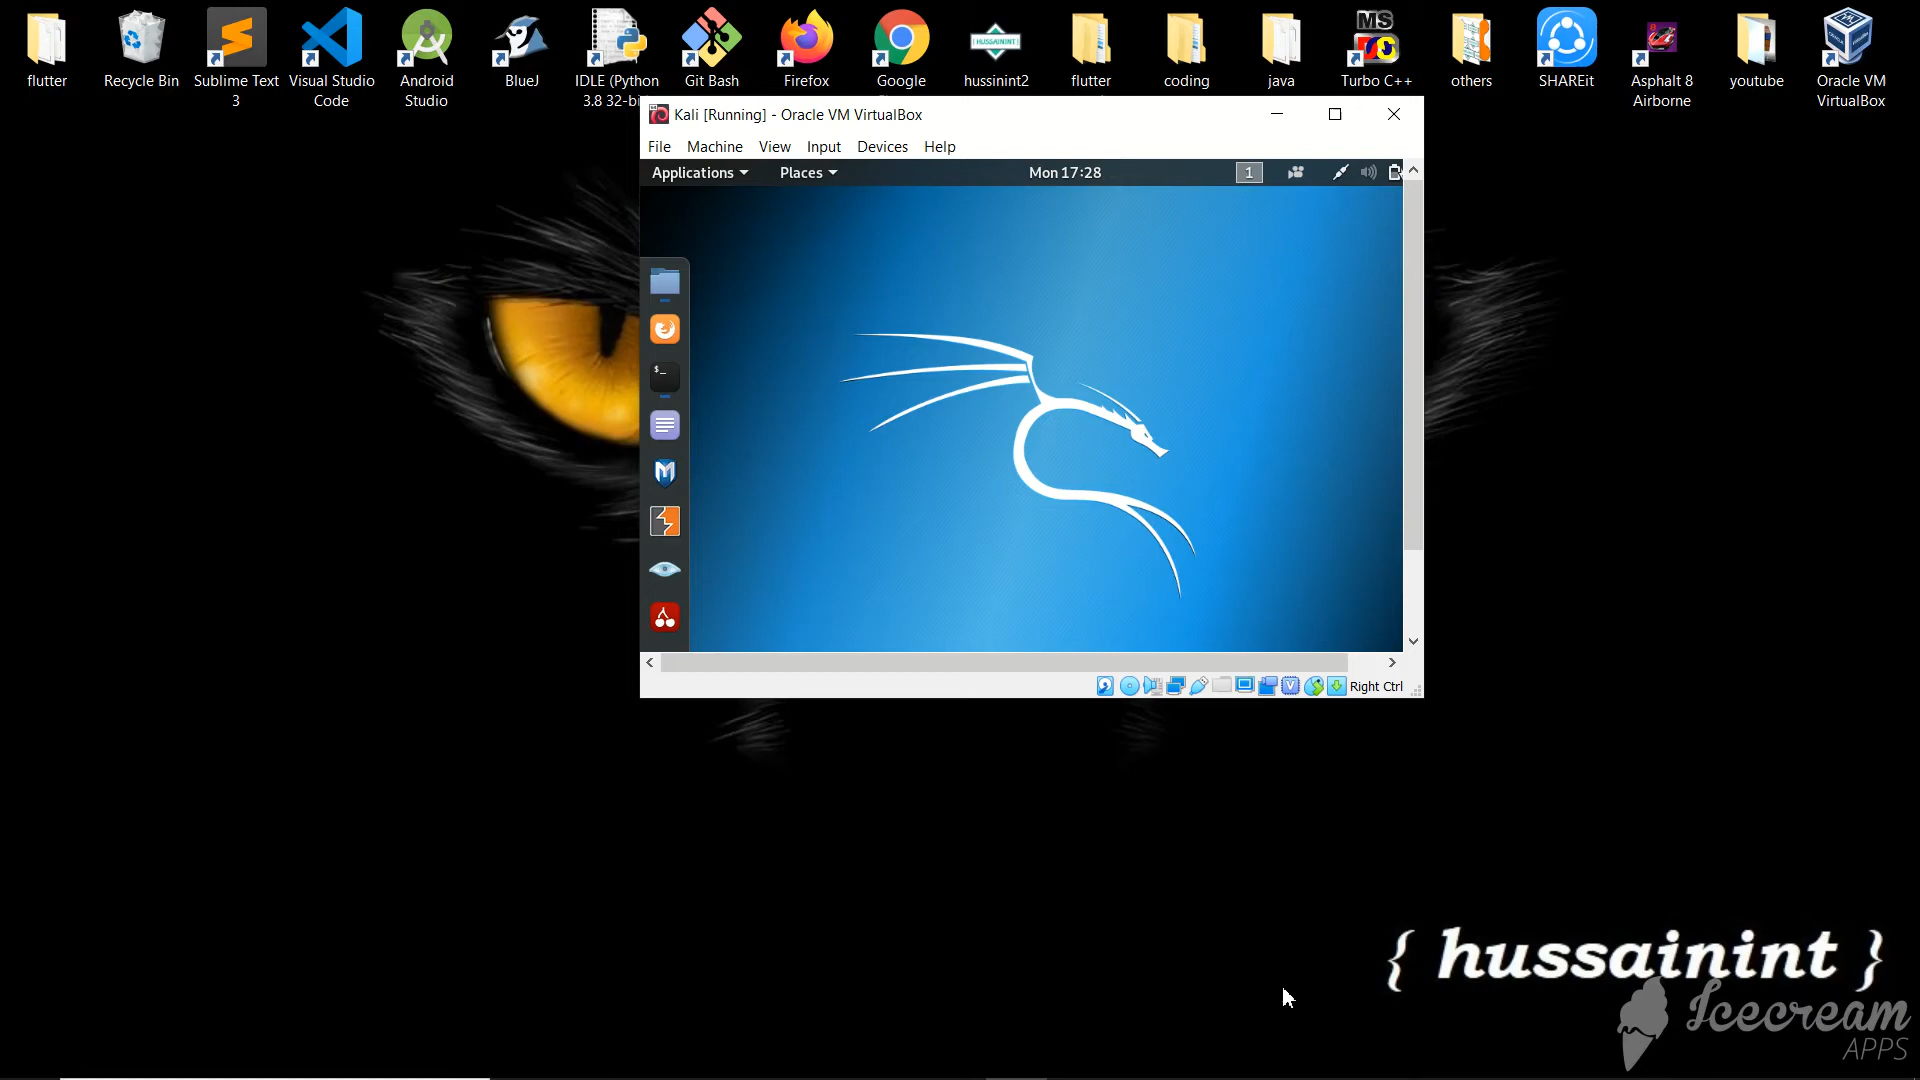 flutter
Recycle Bin
Sublime Text
3
Visual Studio
Code
Android
Studio
BlueJ
IDLE (Python
3.8 32-bi
Git Bash
Firefox
Google
HUSSAININT
hussinint2
flutter
coding
java
MS
Turbo C++
others
SHAREit
Asphalt 8
Airborne
youtube
Oracle VM
VirtualBox
Kali [Running] - Oracle VM VirtualBox
File Machine View Input Devices Help
Applications Places Mon 17:28 1
$_
Right Ctrl
{ hussainint }
Icecream
APPS